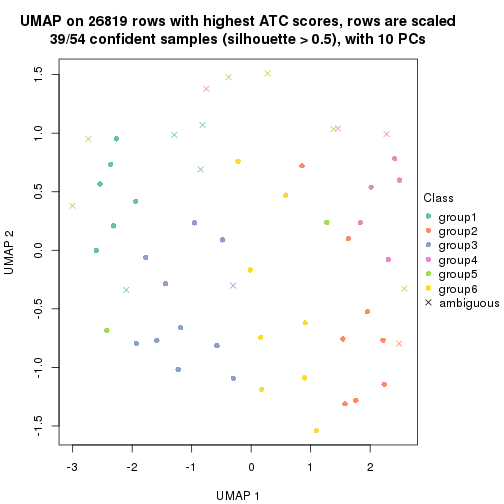 UMAP on 26819 rows with highest ATC scores, rows are scaled
39/54 confident samples (silhouette > 0.5), with 10 PCs
1.5
1.0
0.5
0.0
-0.5
-1.0
-1.5
UMAP 2
-3 -2 -1 0 1 2
UMAP 1
Class
group1
group2
group3
group4
group5
group6
ambiguous